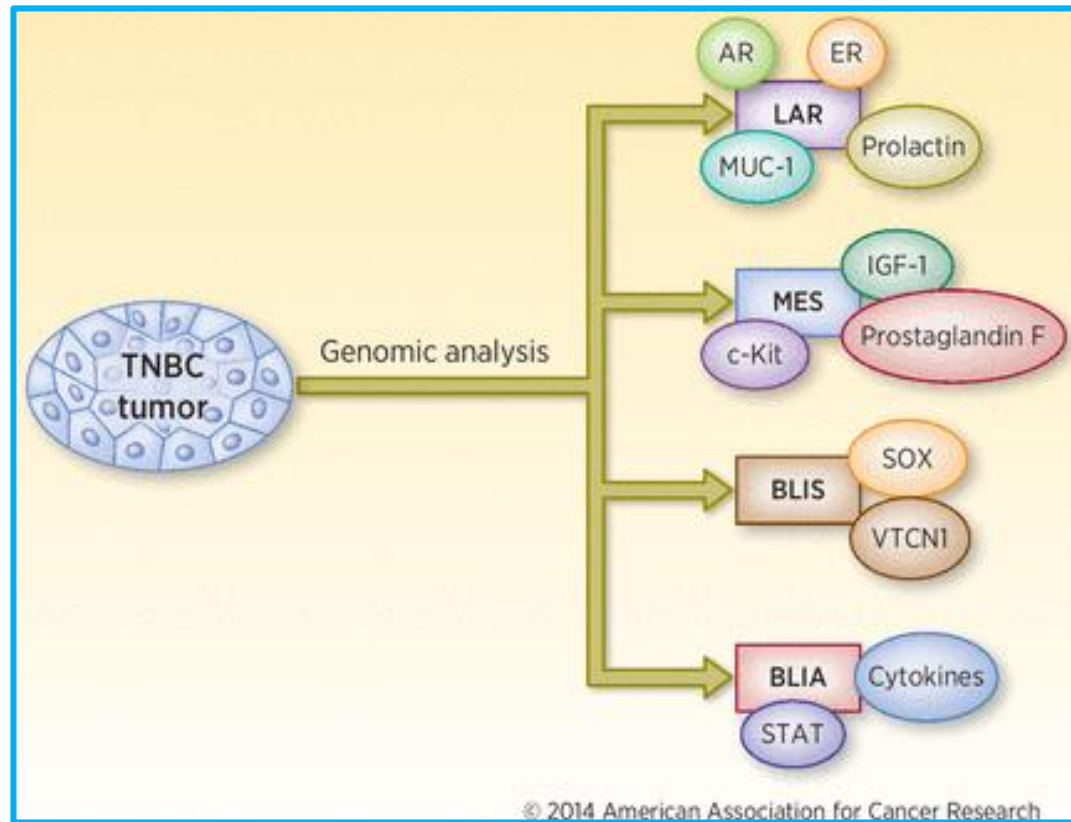 AR
ER
LAR
MUC-1
Prolactin
IGF-1
MES
Prostaglandin F
c-Kit
TNBC
tumor
Genomic analysis
SOX
BLIS
VTCN1
BLIA
Cytokines
STAT
© 2014 American Association for Cancer Research